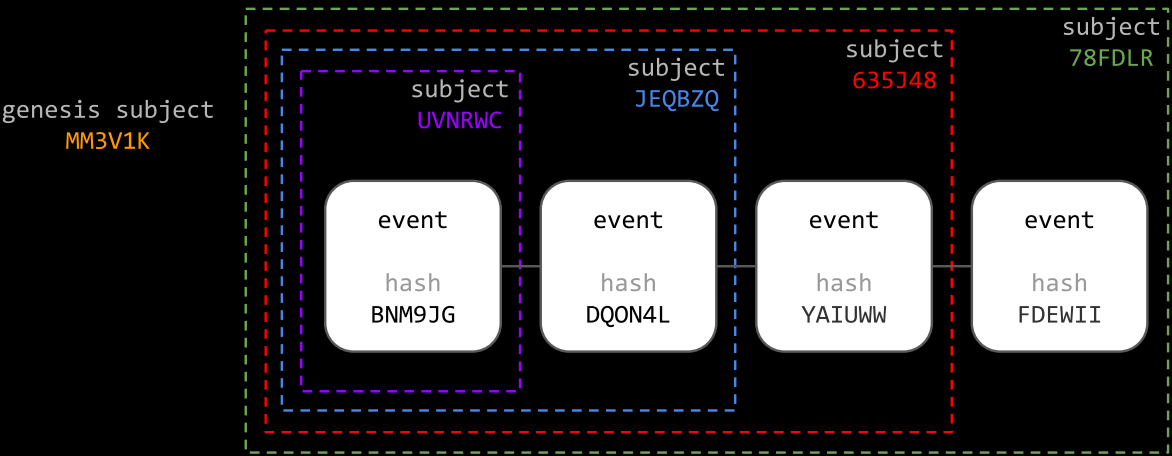 subject
78FDLR
subject
635J48
subject
JEQBZQ
subject
UVNRWC
genesis subject
MM3V1K
event
hash
BNM9JG
event
hash
DQON4L
event
hash
YAIUWW
event
hash
FDEWII